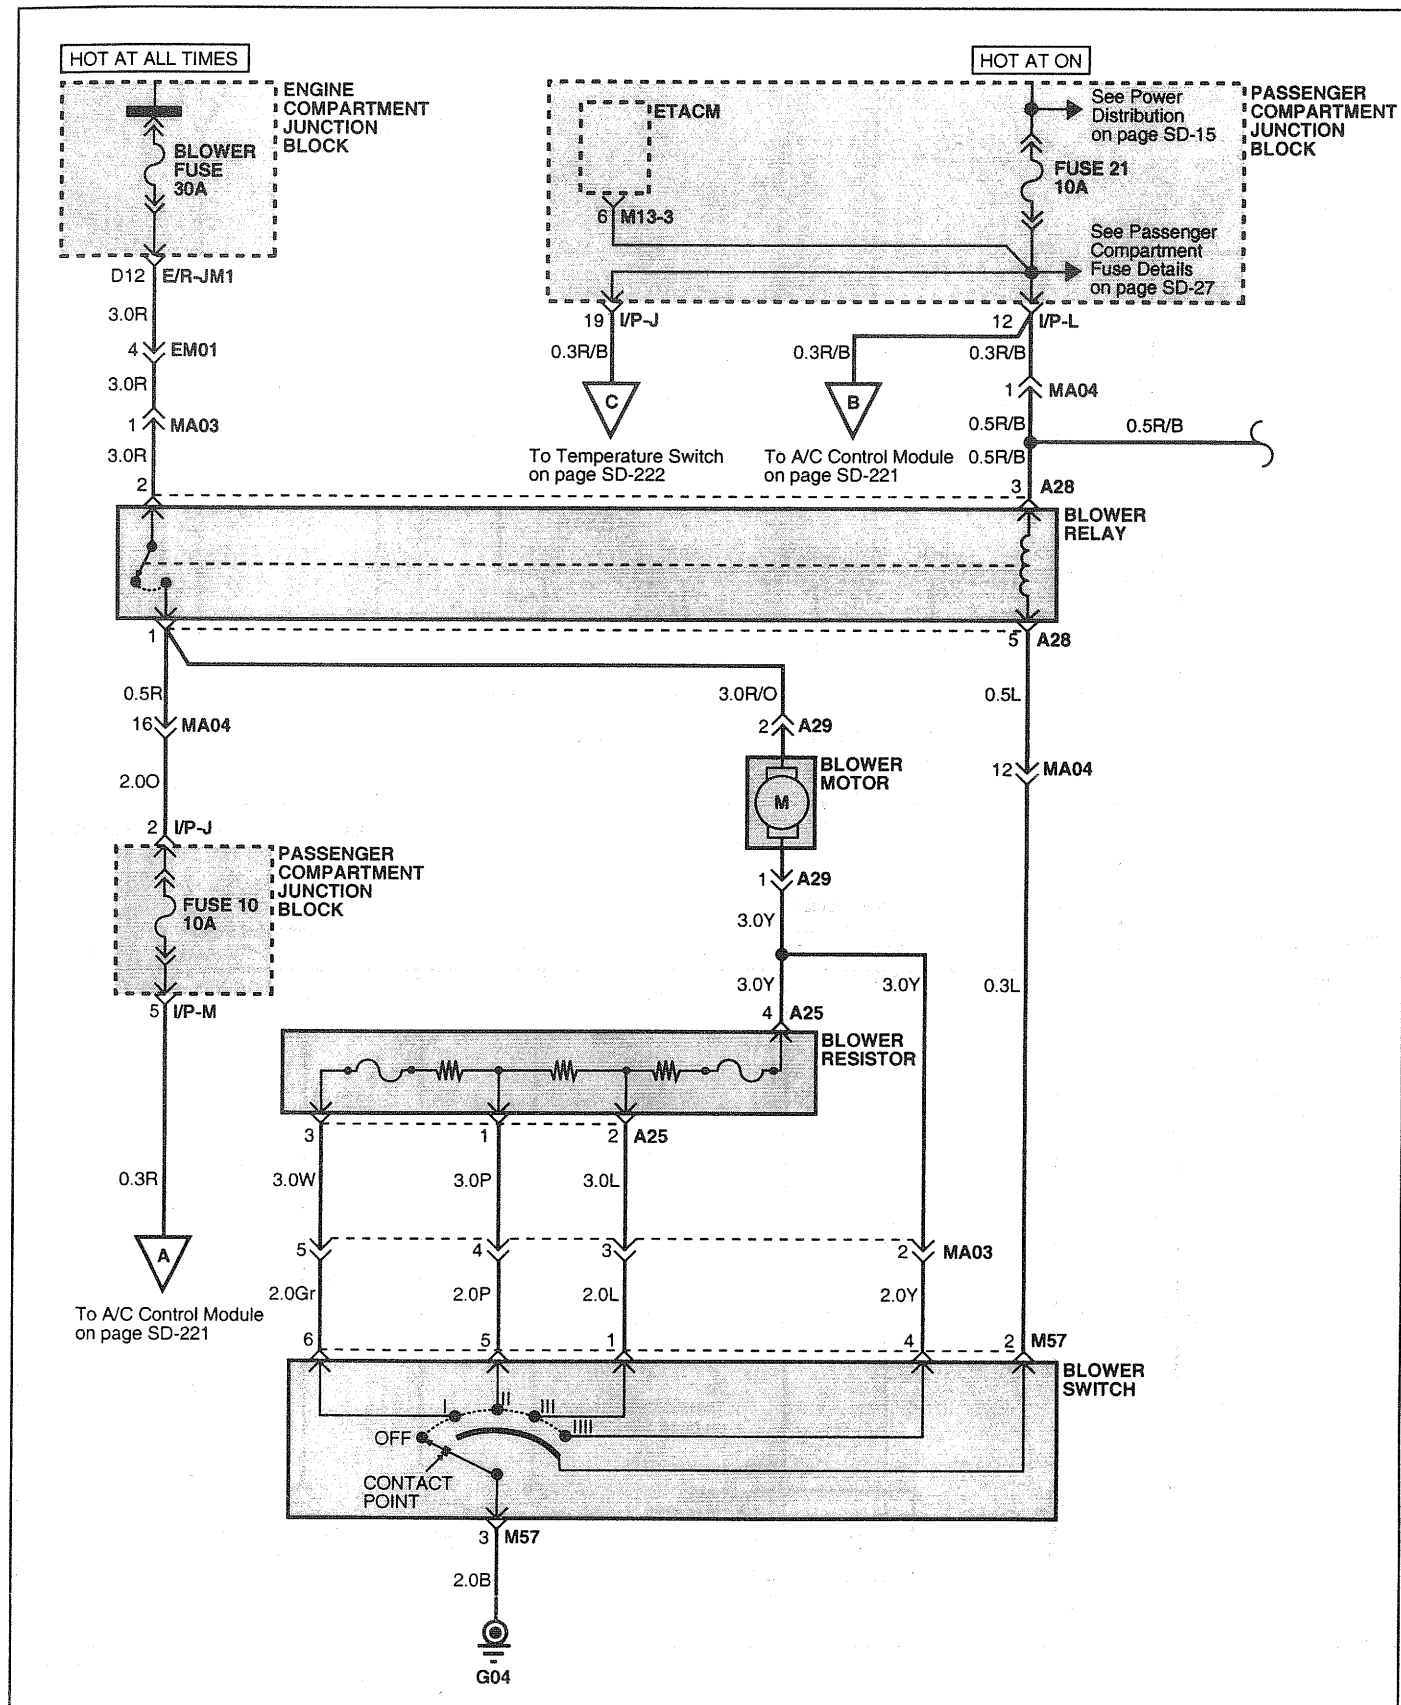 HOT AT ALL TIMES
HOT AT ON
ENGINE
COMPARTMENT
JUNCTION
BLOCK
BLOWER
FUSE
30A
ETACM
See Power
Distribution
on page SD-15
PASSENGER
COMPARTMENT
JUNCTION
BLOCK
FUSE 21
10A
6 M13-3
See Passenger
Compartment
Fuse Details
on page SD-27
D12 E/R-JM1
19 I/P-J
12 I/P-L
3.0R
0.3R/B
0.3R/B
0.3R/B
4 EM01
3.0R
C
B
1 MA04
1 MA03
0.5R/B
0.5R/B
3.0R
To Temperature Switch
on page SD-222
To A/C Control Module
on page SD-221
0.5R/B
2
3 A28
BLOWER
RELAY
1
5 A28
0.5R
3.0R/O
0.5L
16 MA04
2 A29
BLOWER
MOTOR
M
12 MA04
2.0O
2 I/P-J
PASSENGER
COMPARTMENT
JUNCTION
BLOCK
FUSE 10
10A
1 A29
3.0Y
3.0Y
3.0Y
0.3L
5 I/P-M
4 A25
BLOWER
RESISTOR
3
1
2 A25
0.3R
3.0W
3.0P
3.0L
A
5
4
3
2 MA03
To A/C Control Module
on page SD-221
2.0Gr
2.0P
2.0L
2.0Y
6
5
1
4
2 M57
BLOWER
SWITCH
I
II
III
IIII
OFF
CONTACT
POINT
3 M57
2.0B
G04